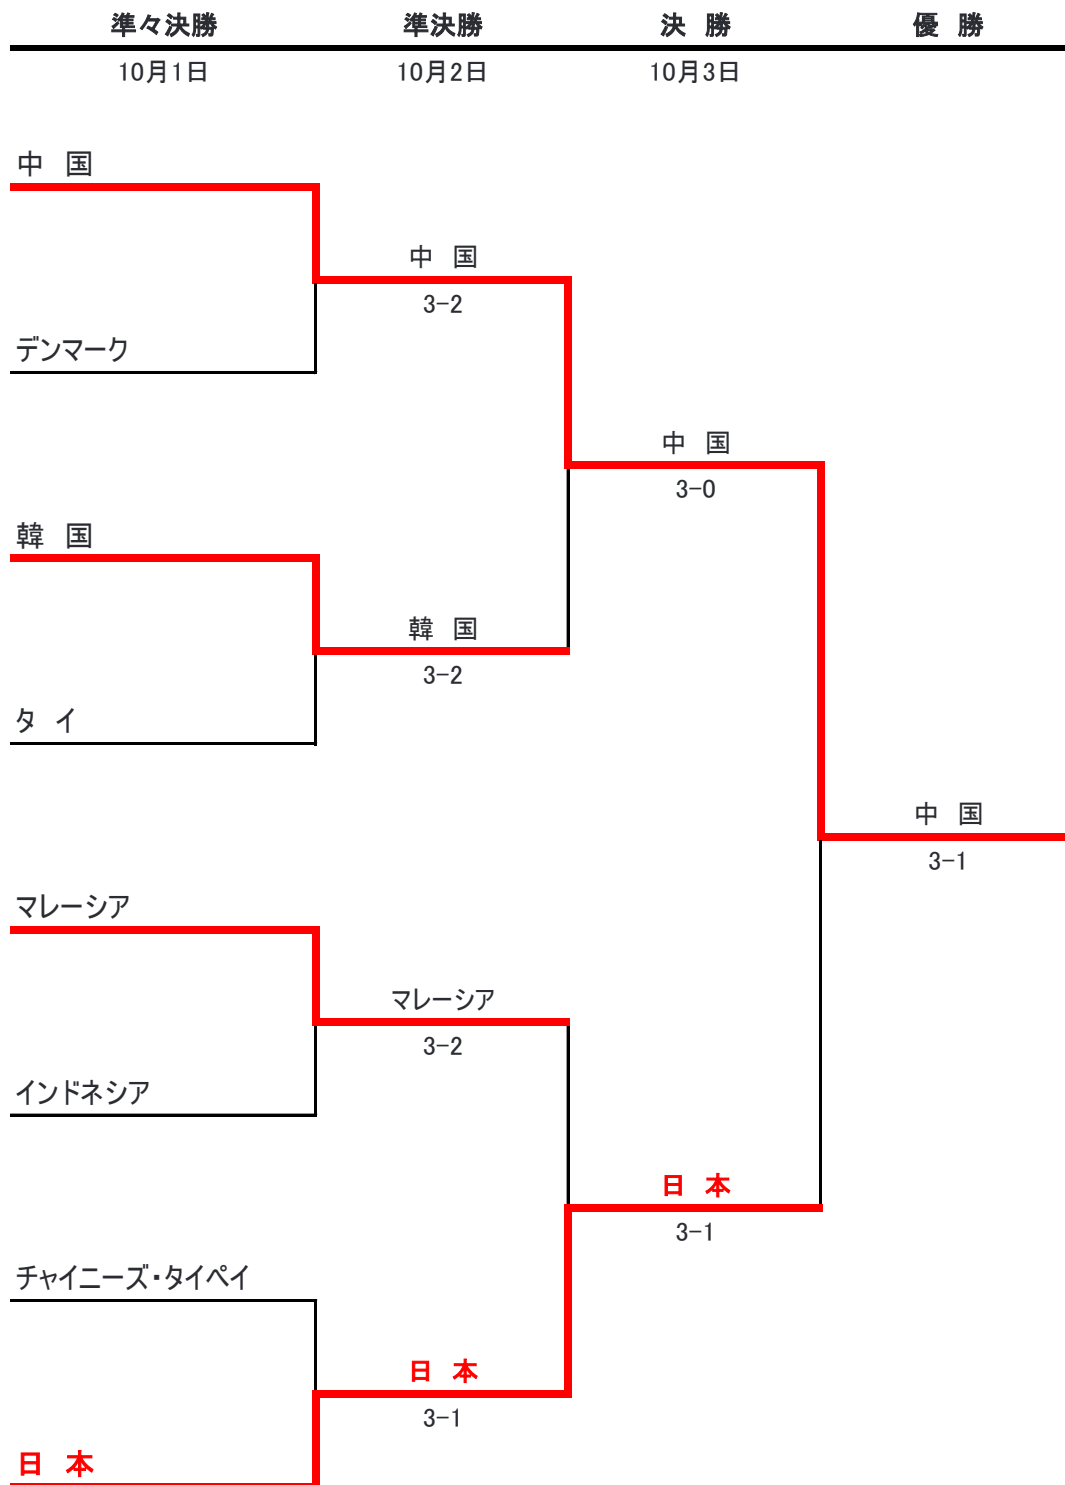 準々決勝 準決勝 決 勝 優 勝
10月1日 10月2日 10月3日
中 国
中 国
3-2
デンマーク
中 国
3-0
韓 国
韓 国
3-2
タ イ
中 国
3-1
マレーシア
マレーシア
3-2
インドネシア
日 本
3-1
チャイニーズ・タイペイ
日 本
3-1
日 本